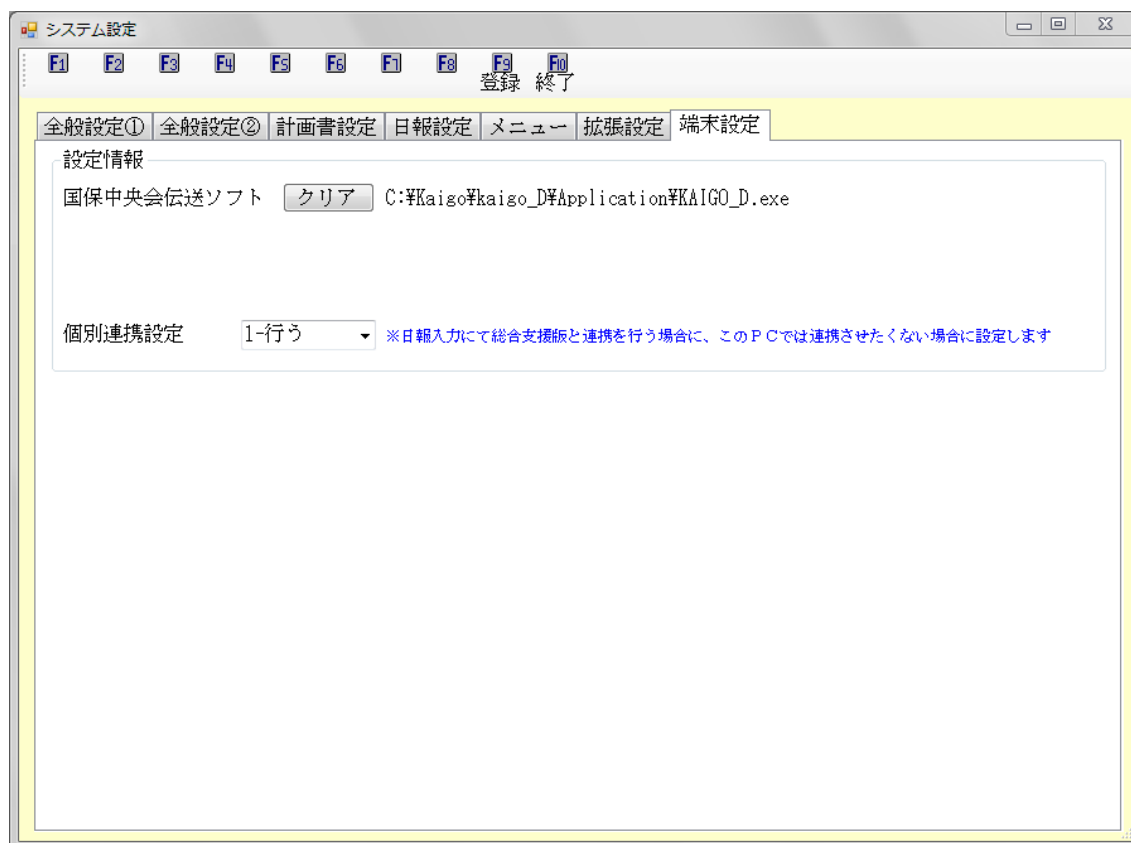 システム設定
F1 F2 F3 F4 F5 F6 F7 F8 F9 F10
登録 終了
全般設定① 全般設定② 計画書設定 日報設定 メニュー 拡張設定 端末設定
設定情報
国保中央会伝送ソフト クリア C:¥Kaigo¥kaigo_D¥Application¥KAIGO_D.exe
個別連携設定 1-行う ※日報入力にて総合支援版と連携を行う場合に、このＰＣでは連携させたくない場合に設定します